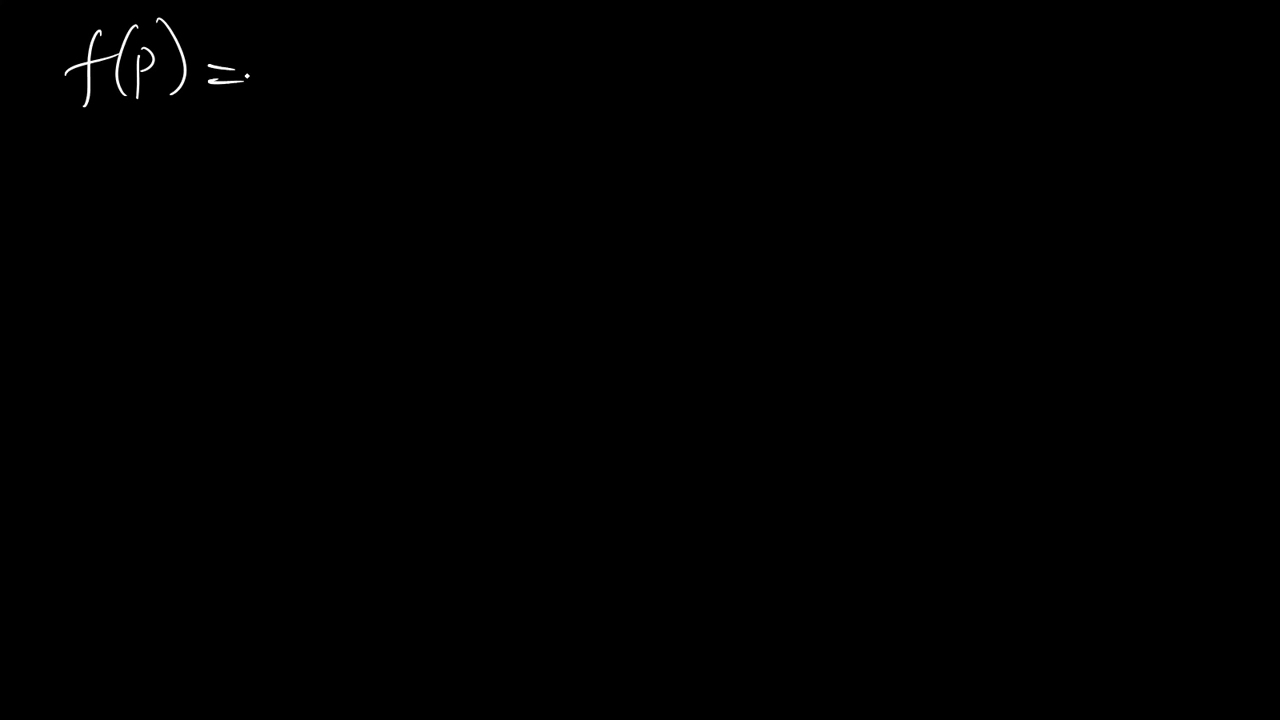 f(p) =